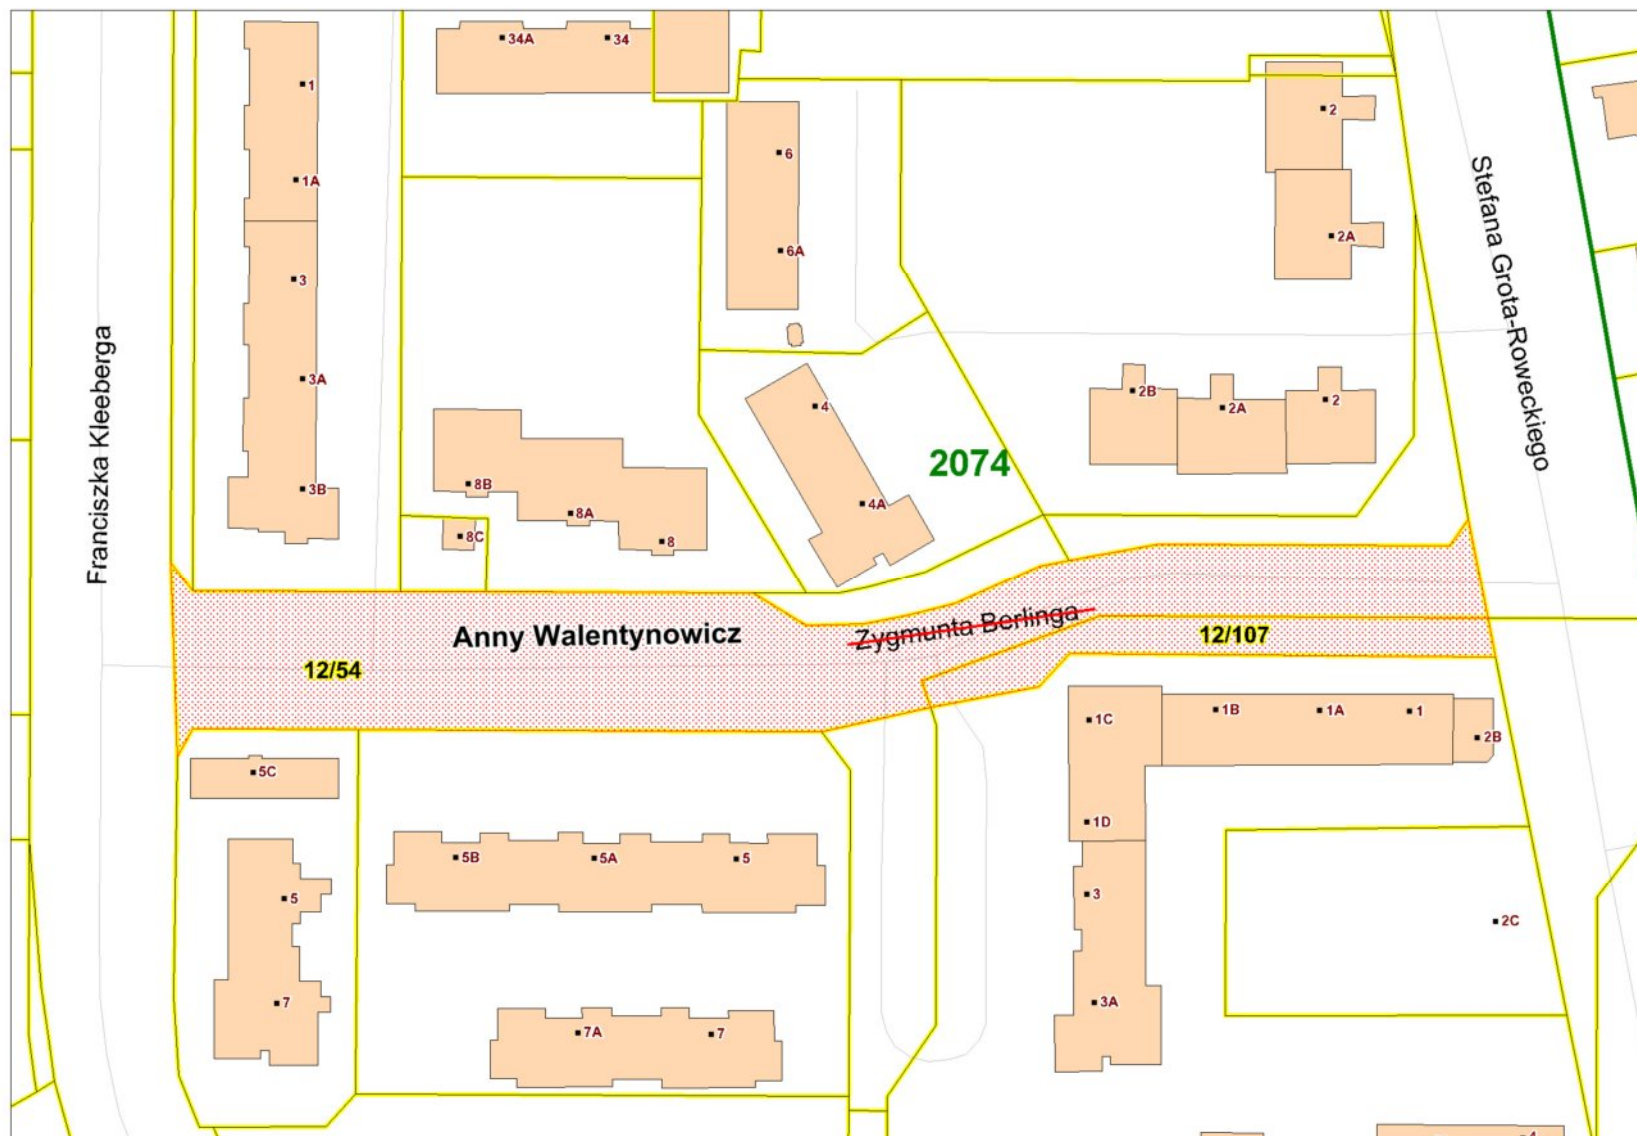 34A
34
1
2
6
1A
Stefana Grota-Roweckiego
2A
6A
3
Franciszka Kleeberga
3A
2B
2A
2
4
2074
8B
3B
4A
8A
8C
8
Zygmunta Berlinga
Anny Walentynowicz
12/107
12/54
1C
1B
1A
1
2B
5C
1D
5B
5A
5
3
5
2C
7
3A
7A
7